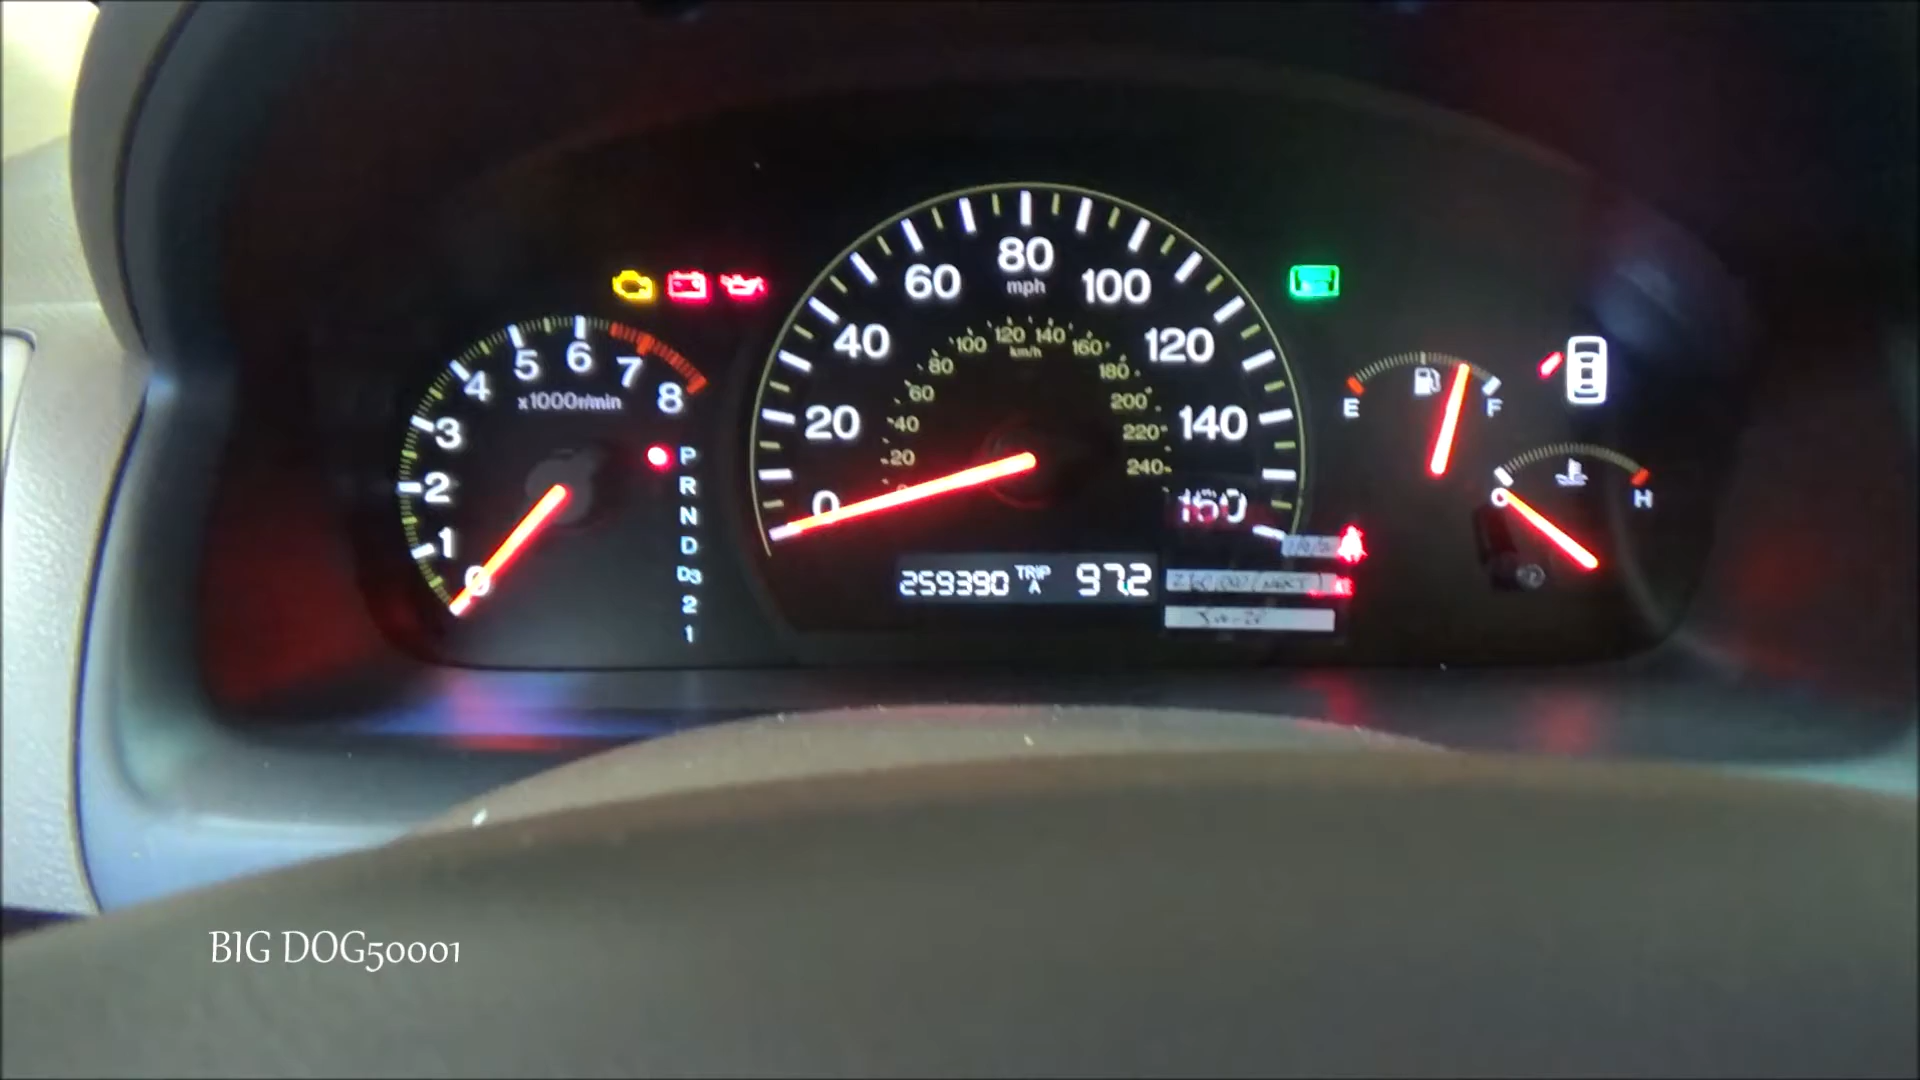 0 1 2 3 4 5 6 7 8
x1000r/min
P
R
N
D
D3
2
1
0 20 40 60 80 100 120 140 160
mph
20 40 60 80 100 120 140 160 180 200 220 240
km/h
259390 TRIP A 97.2
E F
C H
BIG DOG50001